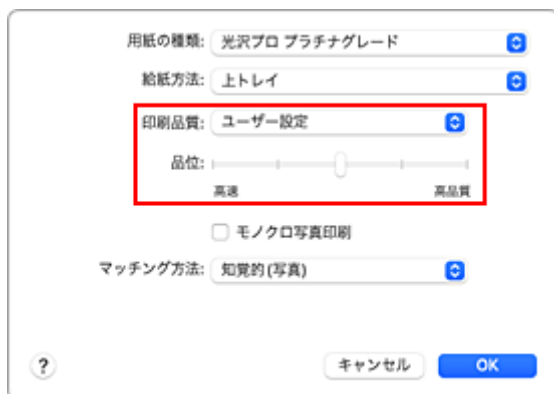 用紙の種類: 光沢プロ プラチナグレード
給紙方法: 上トレイ
印刷品質: ユーザー設定
品位:
高速 高品質
モノクロ写真印刷
マッチング方法: 知覚的(写真)
? キャンセル OK